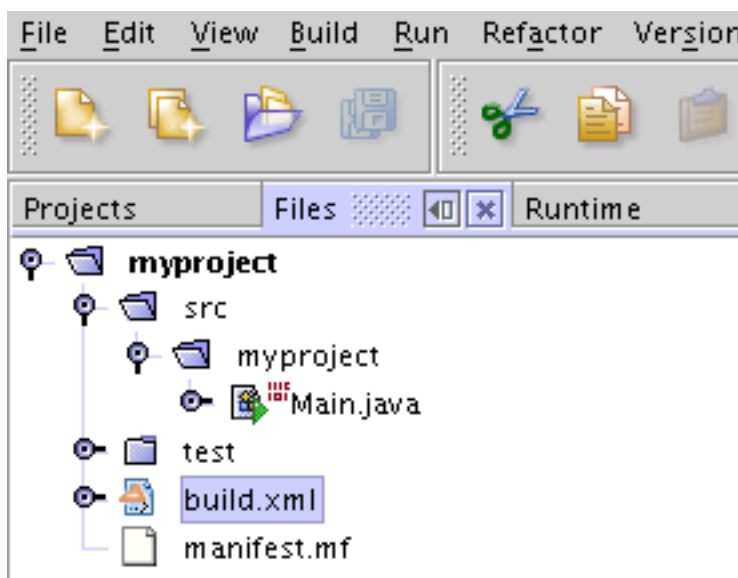 File Edit View Build Run Refactor Version
Projects Files Runtime
myproject
src
myproject
Main.java
test
build.xml
manifest.mf